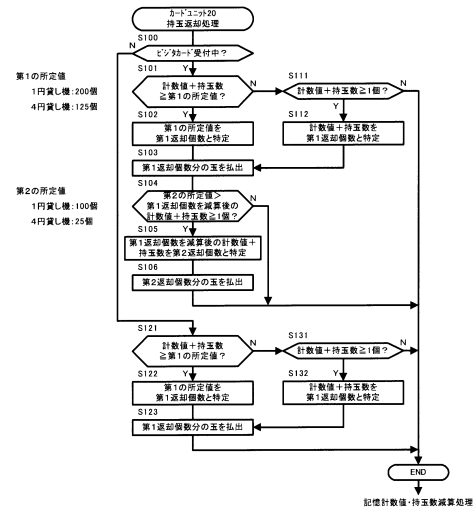 カードユニット20
持玉返却処理
S100
N
ビジタカード受付中？
Y
S101
第1の所定値
1円貸し機：200個
4円貸し機：125個
計数値＋持玉数
≧第1の所定値？
N
Y
S111
計数値＋持玉数≧1個？
N
Y
S102
第1の所定値を
第1返却個数と特定
S112
計数値＋持玉数を
第1返却個数と特定
S103
第1返却個数分の玉を払出
S104
第2の所定値
1円貸し機：100個
4円貸し機：25個
第2の所定値＞
第1返却個数を減算後の
計数値＋持玉数≧1個？
N
Y
S105
第1返却個数を減算後の計数値＋
持玉数を第2返却個数と特定
S106
第2返却個数分の玉を払出
S121
計数値＋持玉数
≧第1の所定値？
N
Y
S131
計数値＋持玉数≧1個？
N
Y
S122
第1の所定値を
第1返却個数と特定
S132
計数値＋持玉数を
第1返却個数と特定
S123
第1返却個数分の玉を払出
END
記憶計数値・持玉数減算処理